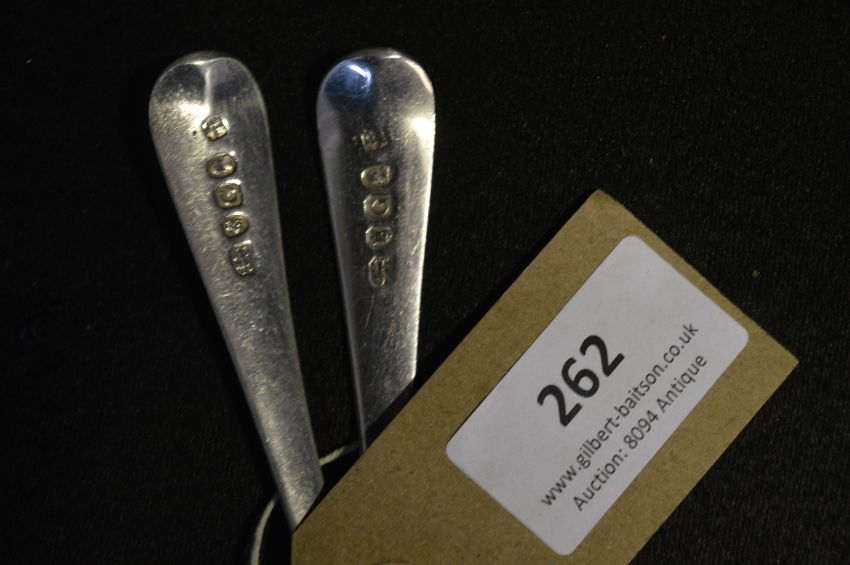 262
www.gilbert-baitson.co.uk
Auction: 8094 Antique